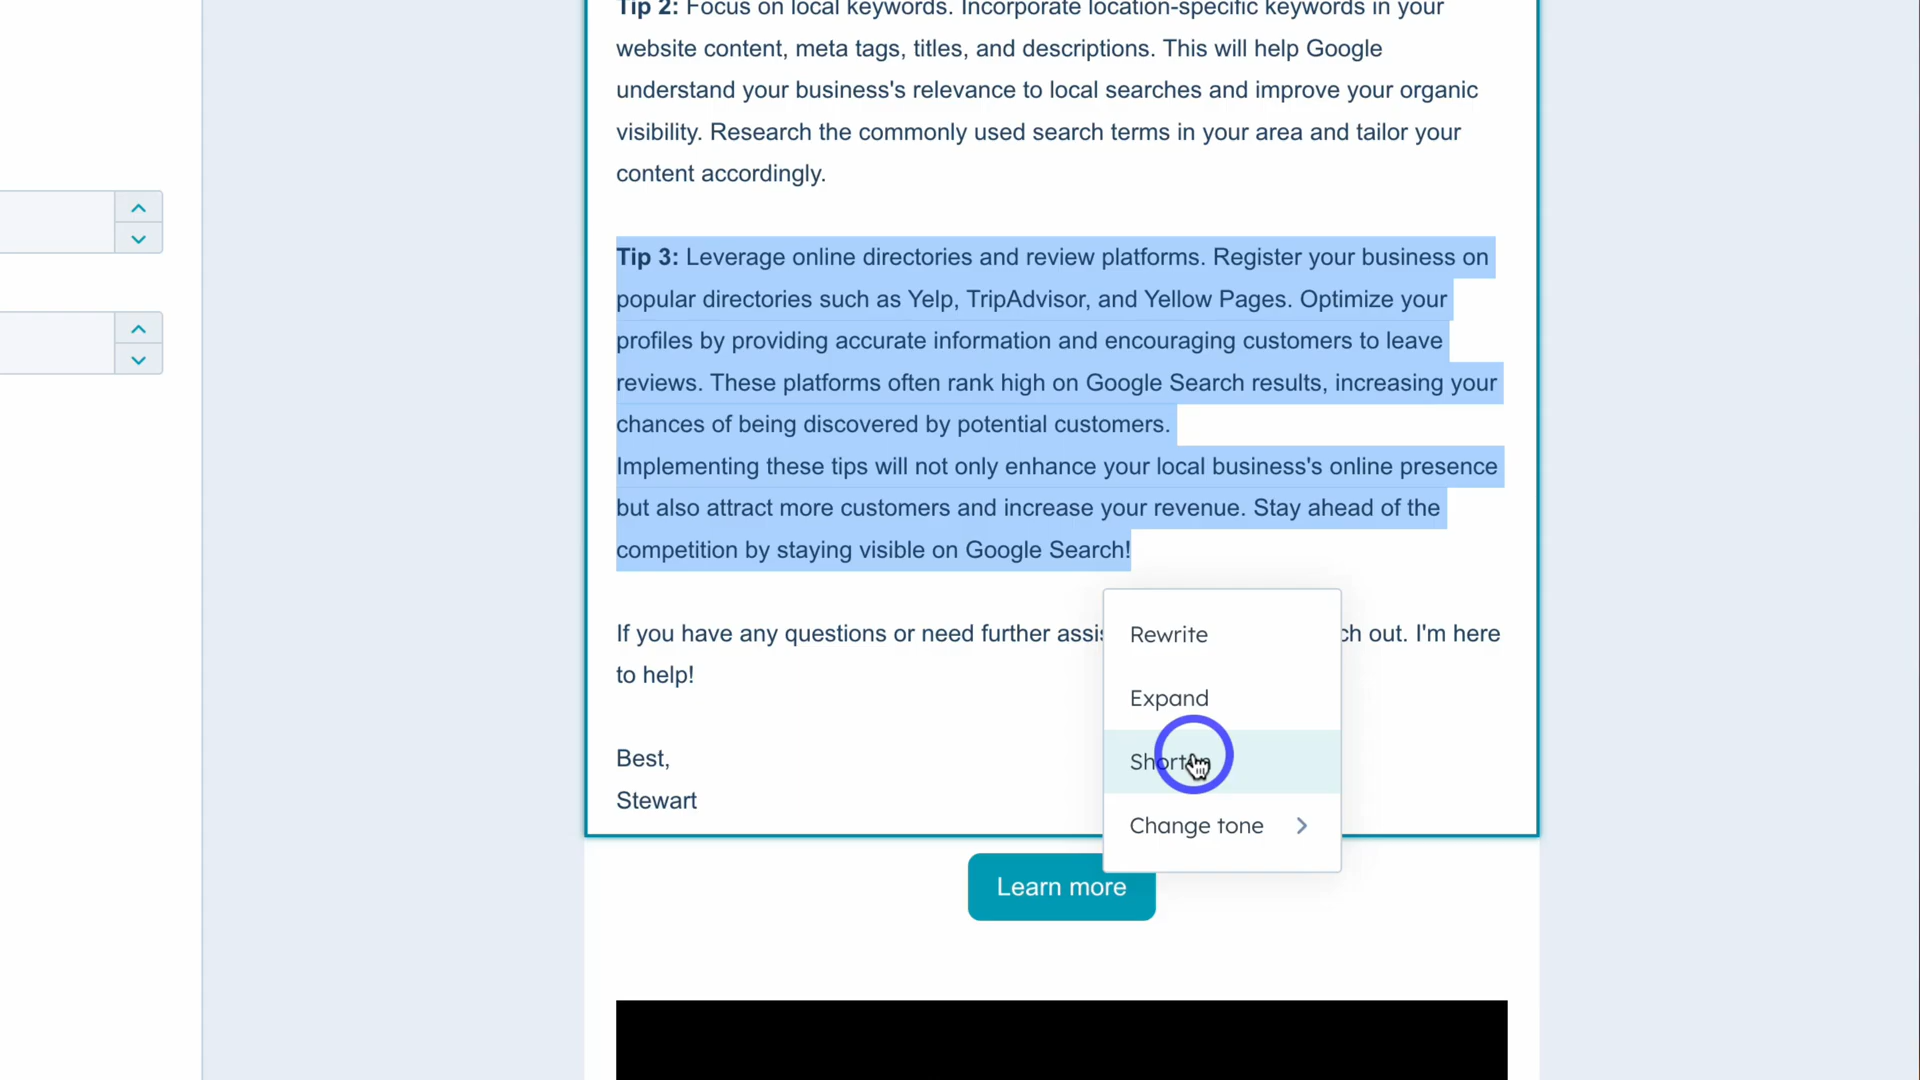 Tip 2: Focus on local keywords. Incorporate location-specific keywords in your
website content, meta tags, titles, and descriptions. This will help Google
understand your business's relevance to local searches and improve your organic
visibility. Research the commonly used search terms in your area and tailor your
content accordingly.
Tip 3: Leverage online directories and review platforms. Register your business on
popular directories such as Yelp, TripAdvisor, and Yellow Pages. Optimize your
profiles by providing accurate information and encouraging customers to leave
reviews. These platforms often rank high on Google Search results, increasing your
chances of being discovered by potential customers.
Implementing these tips will not only enhance your local business's online presence
but also attract more customers and increase your revenue. Stay ahead of the
competition by staying visible on Google Search!
If you have any questions or need further out. I'm here
to help!
Rewrite
Expand
Shorten
Change tone
Best,
Stewart
Learn more